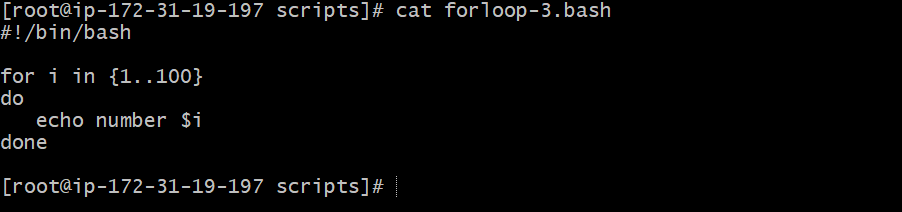 [root@ip-172-31-19-197 scripts]# cat forloop-3.bash
#!/bin/bash
for i in {1..100}
do
   echo number $i
done
[root@ip-172-31-19-197 scripts]#